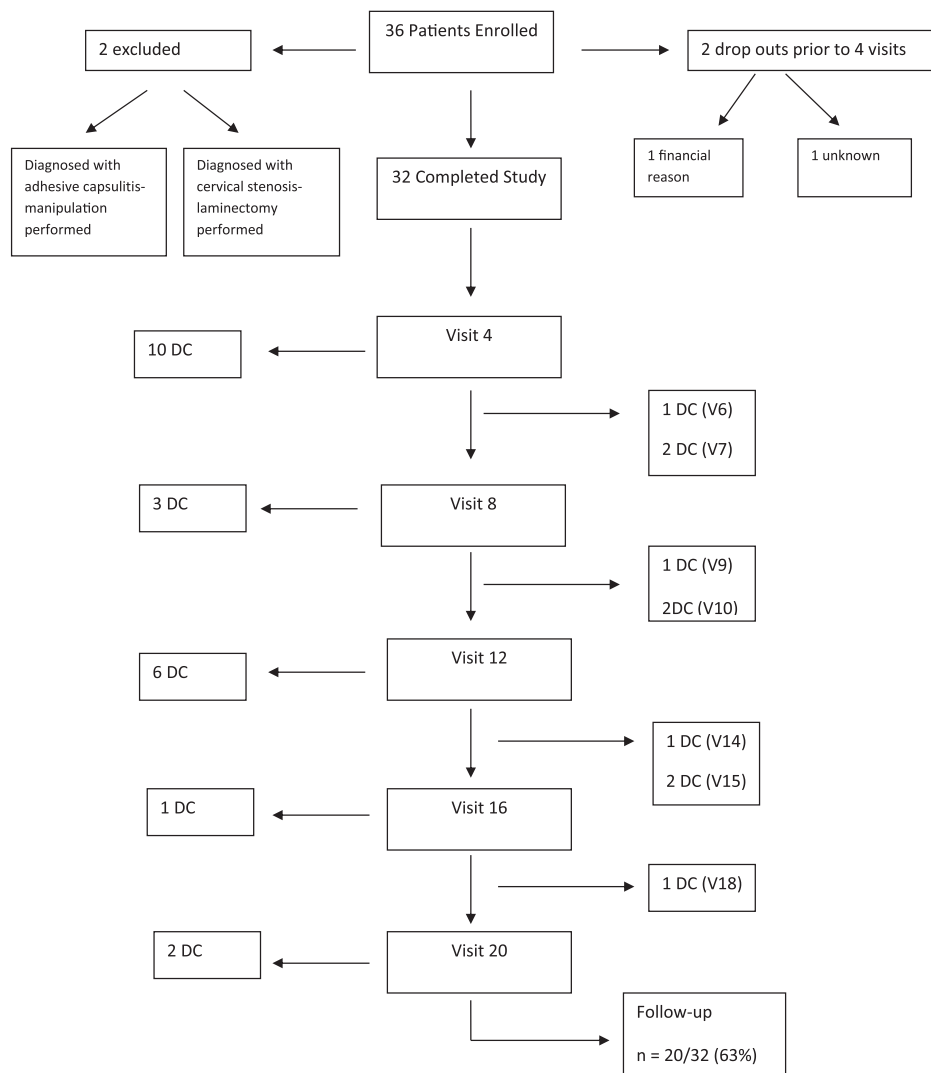 36 Patients Enrolled
2 excluded
2 drop outs prior to 4 visits
Diagnosed with
adhesive capsulitis-
manipulation
performed
Diagnosed with
cervical stenosis-
laminectomy
performed
32 Completed Study
1 financial
reason
1 unknown
Visit 4
10 DC
1 DC (V6)
2 DC (V7)
Visit 8
3 DC
1 DC (V9)
2DC (V10)
Visit 12
6 DC
1 DC (V14)
2 DC (V15)
Visit 16
1 DC
1 DC (V18)
Visit 20
2 DC
Follow-up
n = 20/32 (63%)